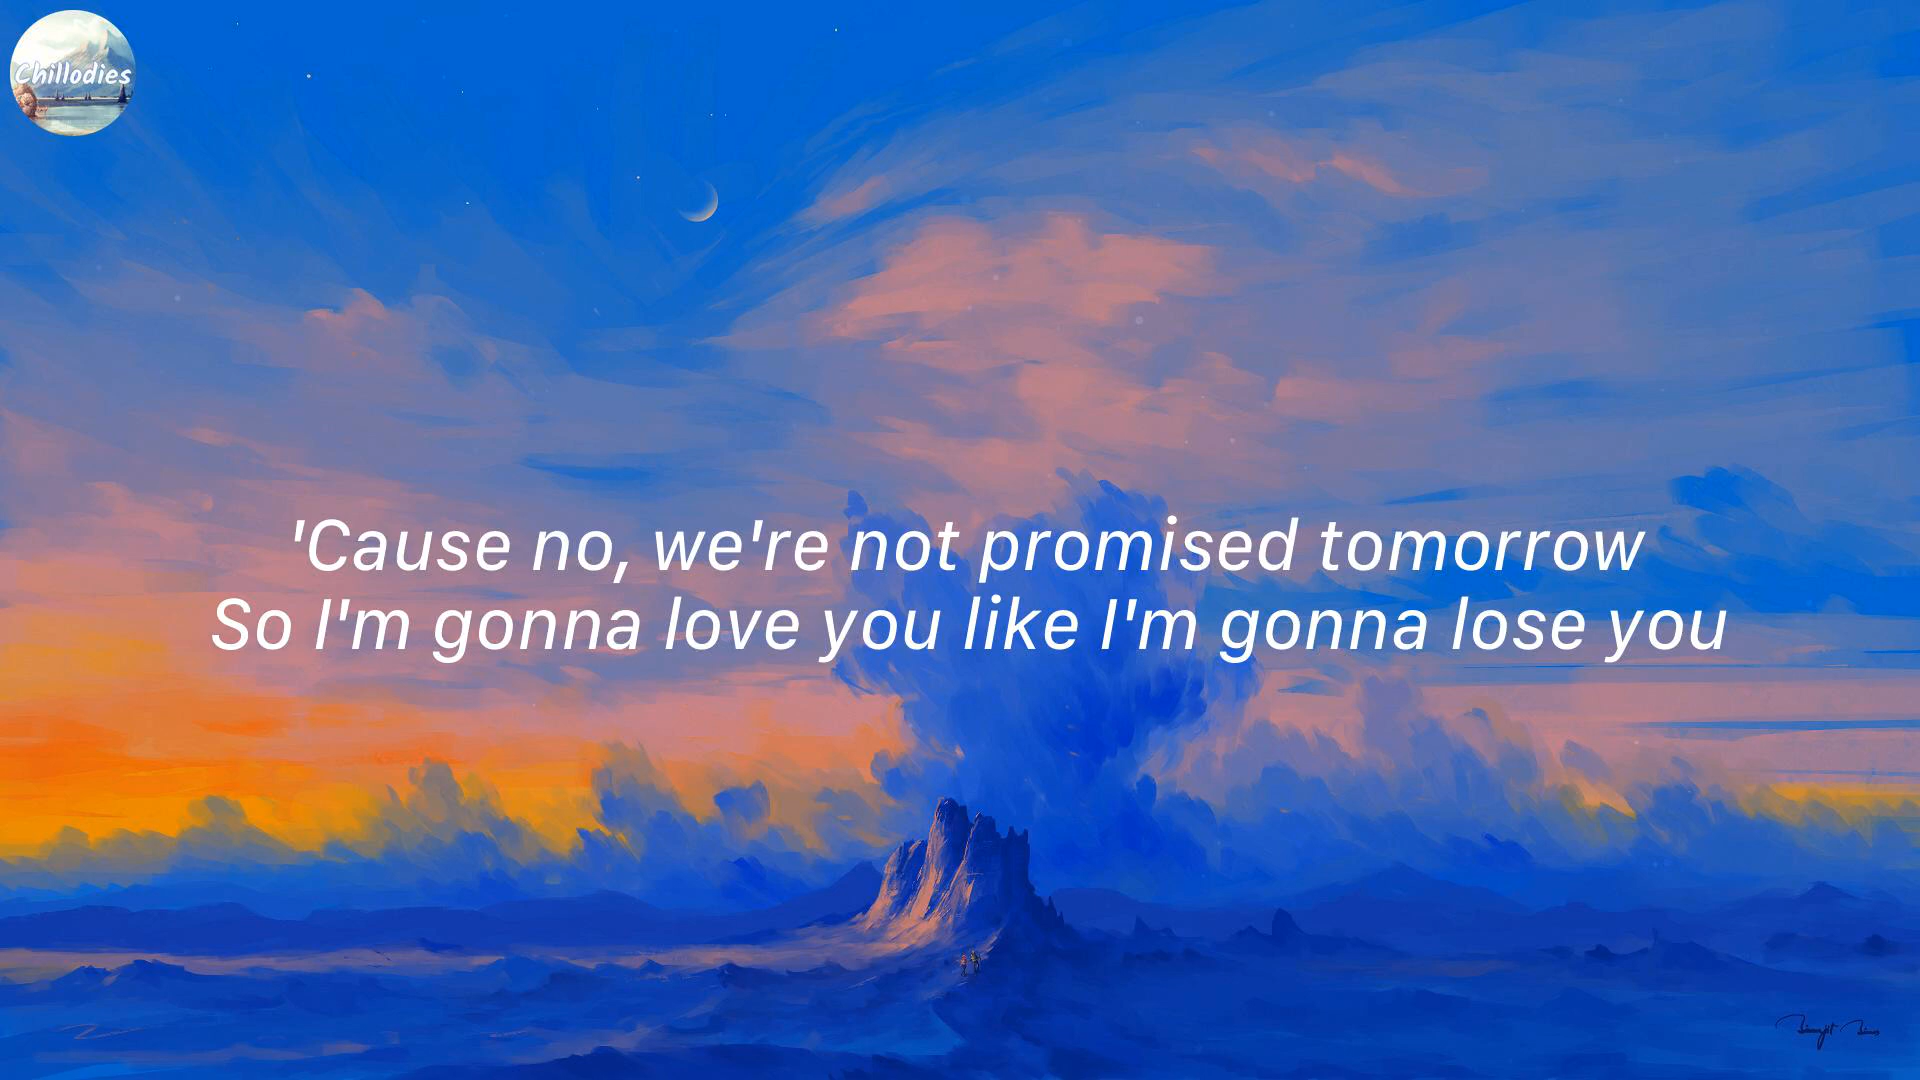 Chillodies
'Cause no, we're not promised tomorrow
So I'm gonna love you like I'm gonna lose you